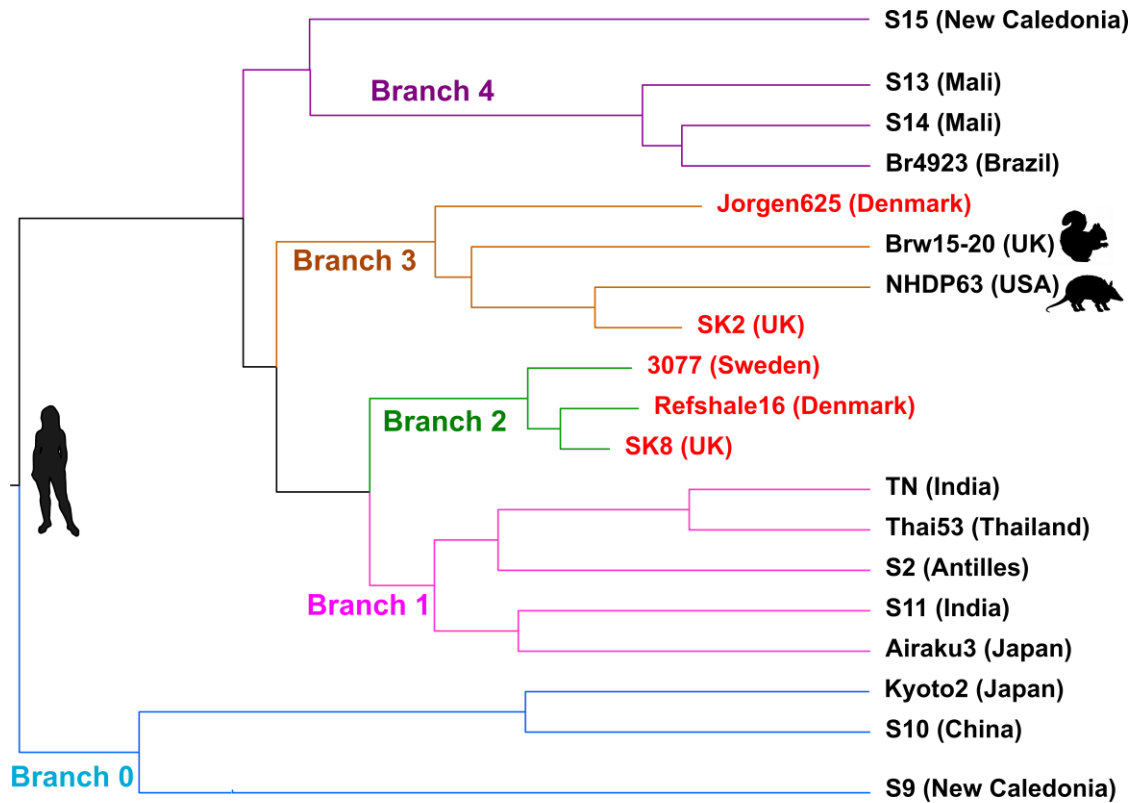 S15 (New Caledonia)
Branch 4
S13 (Mali)
S14 (Mali)
Br4923 (Brazil)
Jorgen625 (Denmark)
Brw15-20 (UK)
Branch 3
NHDP63 (USA)
SK2 (UK)
3077 (Sweden)
Refshale16 (Denmark)
Branch 2
SK8 (UK)
TN (India)
Thai53 (Thailand)
S2 (Antilles)
Branch 1
S11 (India)
Airaku3 (Japan)
Kyoto2 (Japan)
S10 (China)
Branch 0
S9 (New Caledonia)